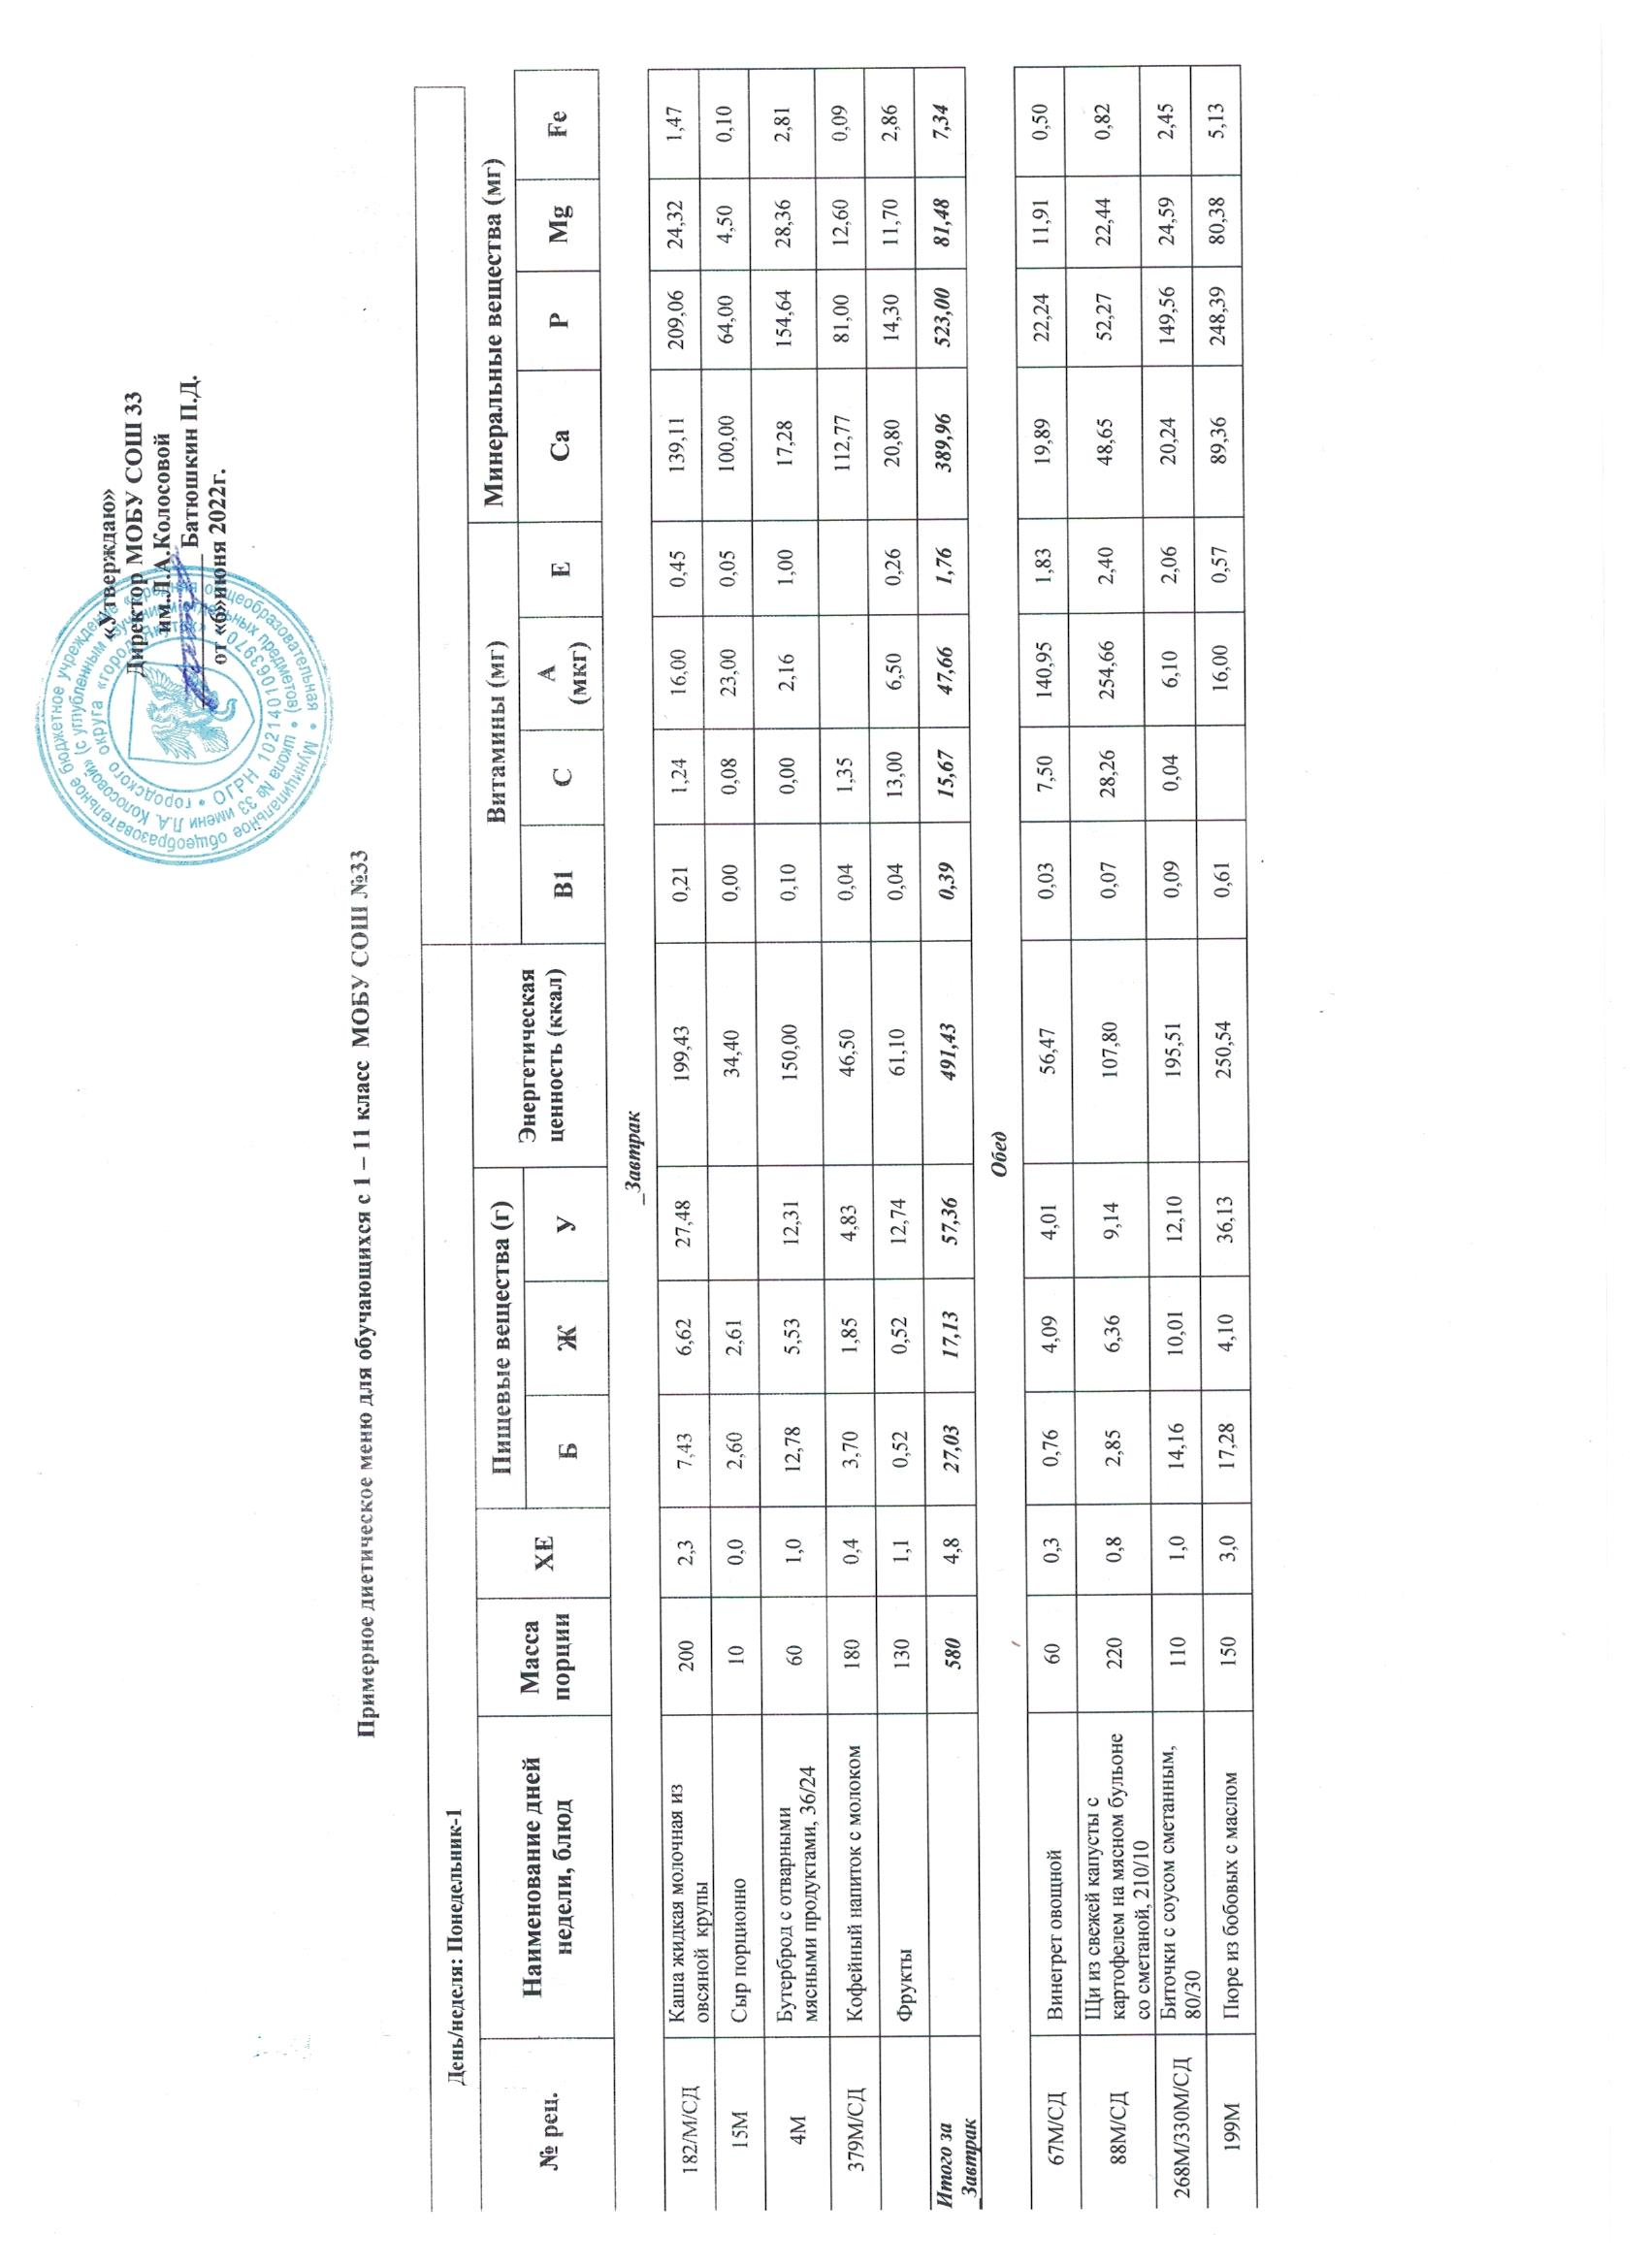 «Утверждаю»
Директор МОБУ СОШ 33
им.Л.А.Колосовой
Батюшкин П.Д.
от «6»июня 2022г.
Примерное диетическое меню для обучающихся с 1 – 11 класс МОБУ СОШ №33
День/неделя: Понедельник-1
№ рец. Наименование дней недели, блюд Масса порции ХЕ Пищевые вещества (г) Энергетическая ценность (ккал) Витамины (мг) Минеральные вещества (мг)
Б Ж У В1 С А (мкг) Е Са Р Mg Fe
_Завтрак
182/М/СД Каша жидкая молочная из овсяной крупы 200 2,3 7,43 6,62 27,48 199,43 0,21 1,24 16,00 0,45 139,11 209,06 24,32 1,47
15М Сыр порционно 10 0,0 2,60 2,61 34,40 0,00 0,08 23,00 0,05 100,00 64,00 4,50 0,10
4М Бутерброд с отварными мясными продуктами, 36/24 60 1,0 12,78 5,53 12,31 150,00 0,10 0,00 2,16 1,00 17,28 154,64 28,36 2,81
379М/СД Кофейный напиток с молоком 180 0,4 3,70 1,85 4,83 46,50 0,04 1,35 112,77 81,00 12,60 0,09
Фрукты 130 1,1 0,52 0,52 12,74 61,10 0,04 13,00 6,50 0,26 20,80 14,30 11,70 2,86
Итого за _Завтрак 580 4,8 27,03 17,13 57,36 491,43 0,39 15,67 47,66 1,76 389,96 523,00 81,48 7,34
Обед
67М/СД Винегрет овощной 60 0,3 0,76 4,09 4,01 56,47 0,03 7,50 140,95 1,83 19,89 22,24 11,91 0,50
88М/СД Щи из свежей капусты с картофелем на мясном бульоне со сметаной, 210/10 220 0,8 2,85 6,36 9,14 107,80 0,07 28,26 254,66 2,40 48,65 52,27 22,44 0,82
268М/330М/СД Биточки с соусом сметанным, 80/30 110 1,0 14,16 10,01 12,10 195,51 0,09 0,04 6,10 2,06 20,24 149,56 24,59 2,45
199М Пюре из бобовых с маслом 150 3,0 17,28 4,10 36,13 250,54 0,61 16,00 0,57 89,36 248,39 80,38 5,13